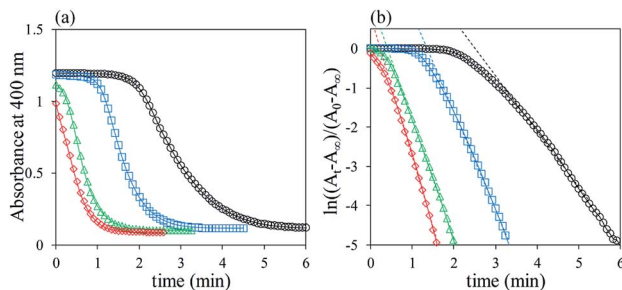 (a)
1.5
1
0.5
0
0 1 2 3 4 5 6
Absorbance at 400 nm
time (min)
(b)
0
-1
-2
-3
-4
-5
0 1 2 3 4 5 6
ln((At-A∞)/(A0-A∞)
time (min)